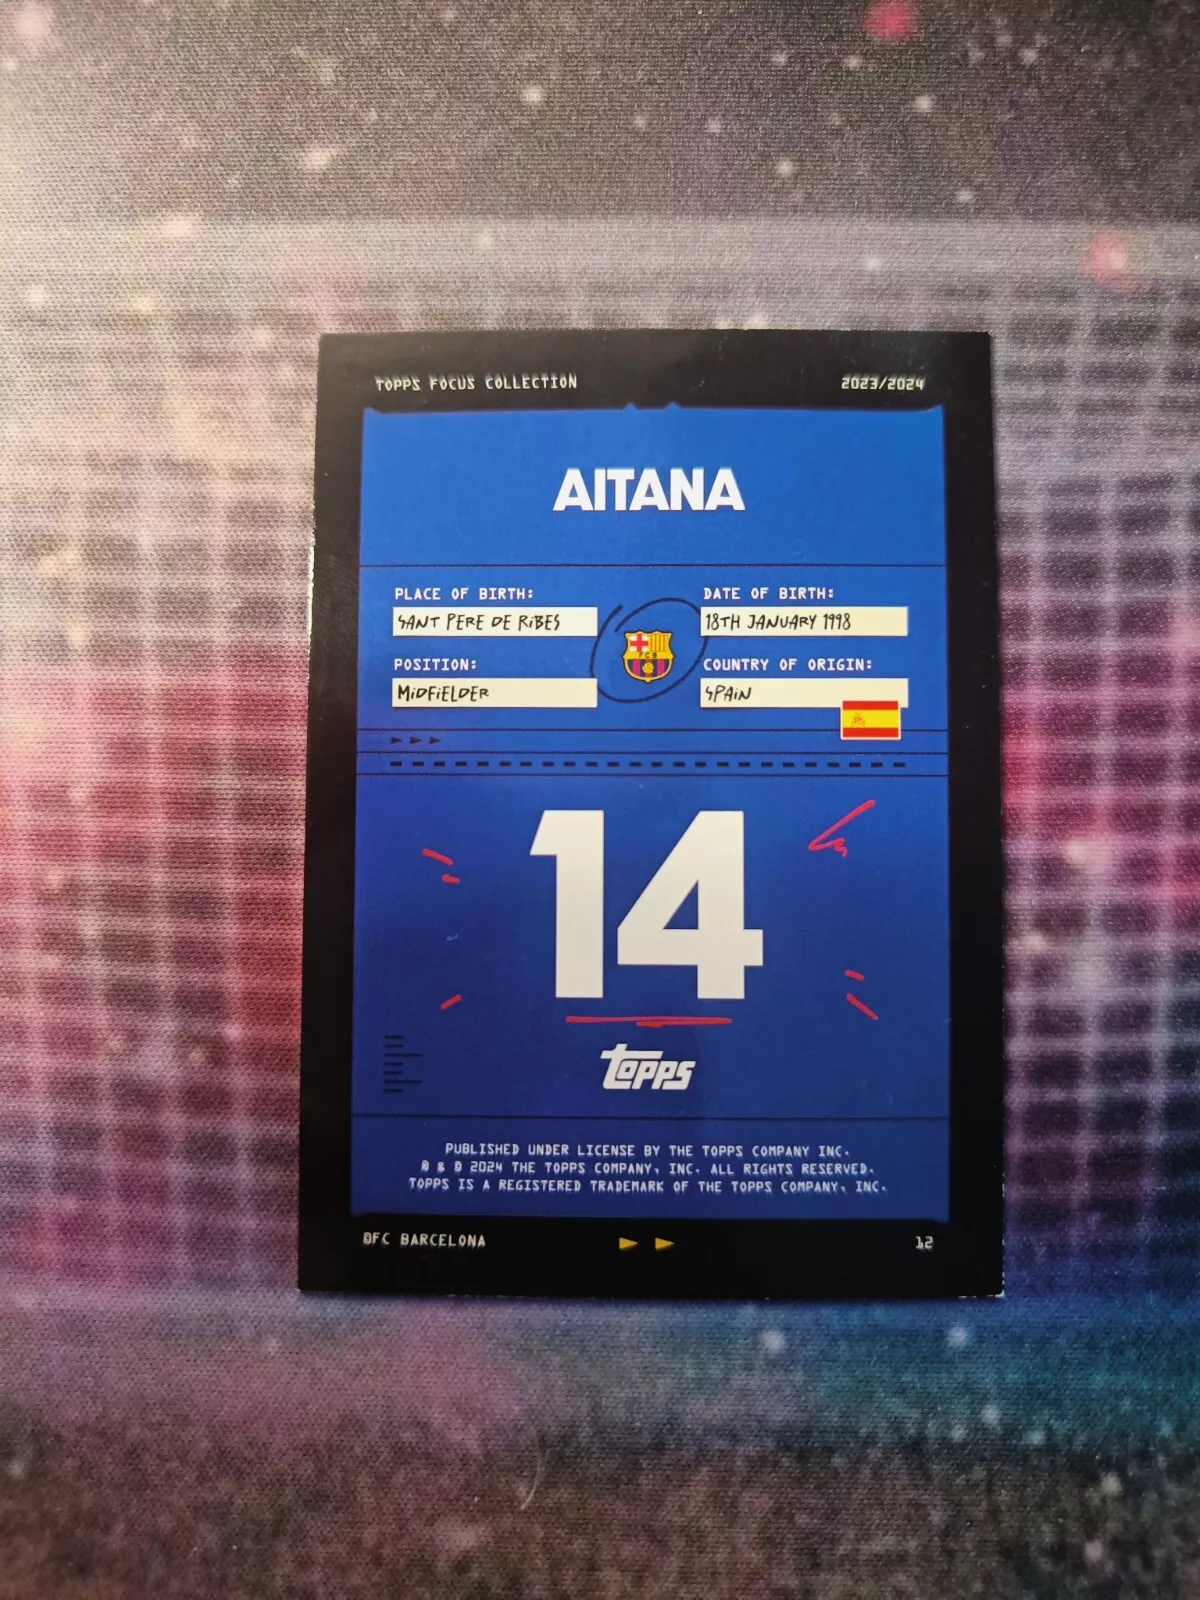 TOPPS FOCUS COLLECTION 2023/2024
AITANA
PLACE OF BIRTH: DATE OF BIRTH:
SANT PERE DE RIBES 18TH JANUARY 1998
FCB
POSITION: COUNTRY OF ORIGIN:
MIDFIELDER SPAIN
14
topps
PUBLISHED UNDER LICENSE BY THE TOPPS COMPANY INC.
® & © 2024 THE TOPPS COMPANY, INC. ALL RIGHTS RESERVED.
TOPPS IS A REGISTERED TRADEMARK OF THE TOPPS COMPANY, INC.
©FC BARCELONA 12